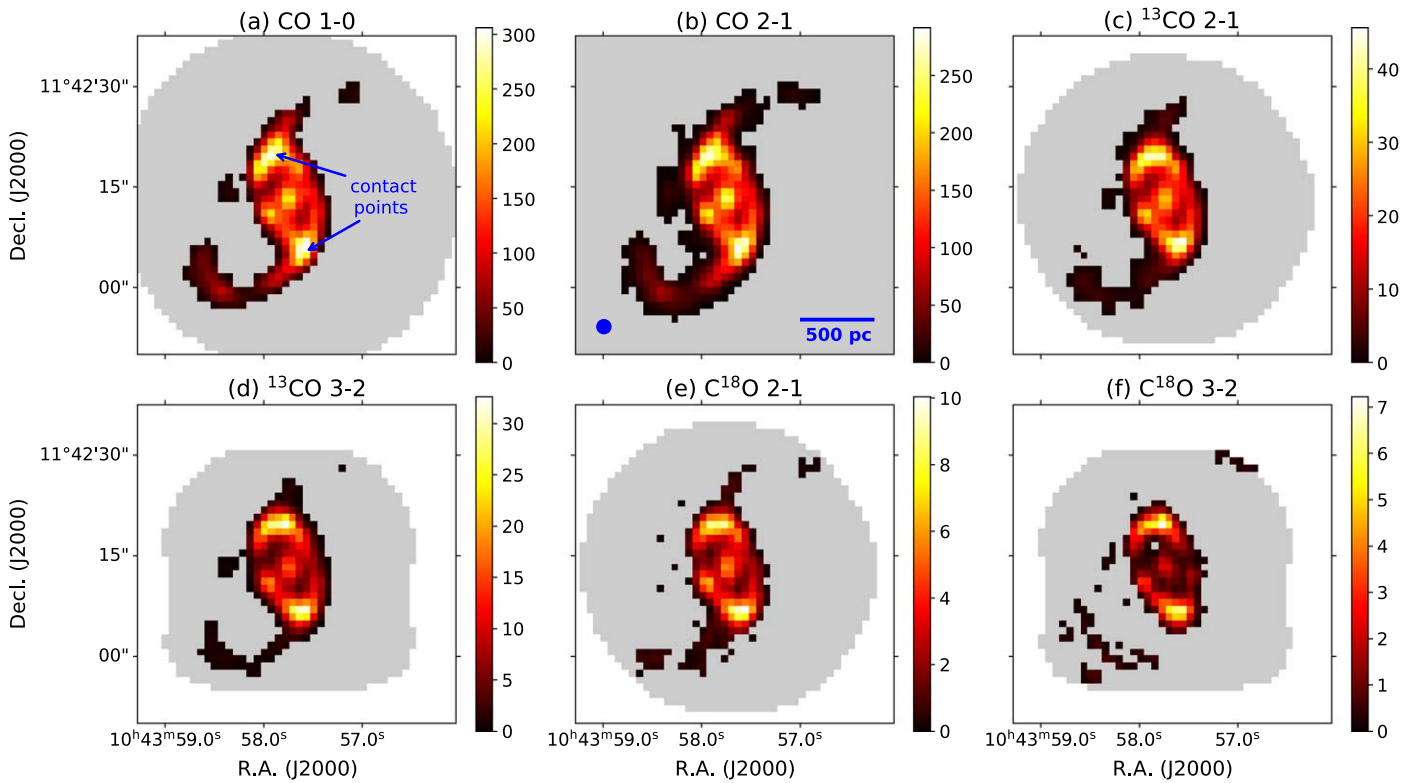 (a) CO 1-0
(b) CO 2-1
(c) ¹³CO 2-1
Decl. (J2000)
11°42'30"
15"
00"
contact
points
300
250
200
150
100
50
0
500 pc
250
200
150
100
50
0
40
30
20
10
0
(d) ¹³CO 3-2
(e) C¹⁸O 2-1
(f) C¹⁸O 3-2
Decl. (J2000)
11°42'30"
15"
00"
30
25
20
15
10
5
0
10
8
6
4
2
0
7
6
5
4
3
2
1
0
10ʰ43ᵐ59.0ˢ 58.0ˢ 57.0ˢ
10ʰ43ᵐ59.0ˢ 58.0ˢ 57.0ˢ
10ʰ43ᵐ59.0ˢ 58.0ˢ 57.0ˢ
R.A. (J2000)
R.A. (J2000)
R.A. (J2000)